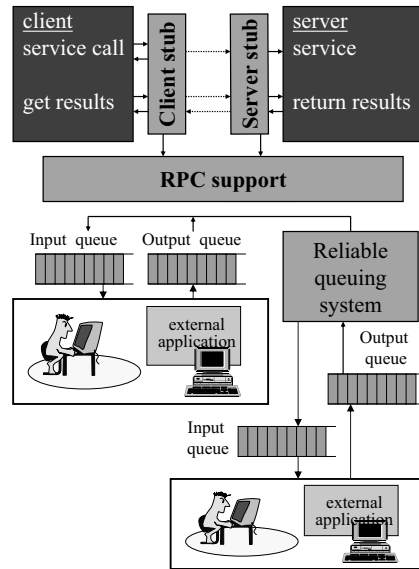 client
service call
get results
Client stub
Server stub
server
service
return results
RPC support
Input queue
Output queue
Reliable
queuing
system
external
application
Output
queue
Input
queue
external
application